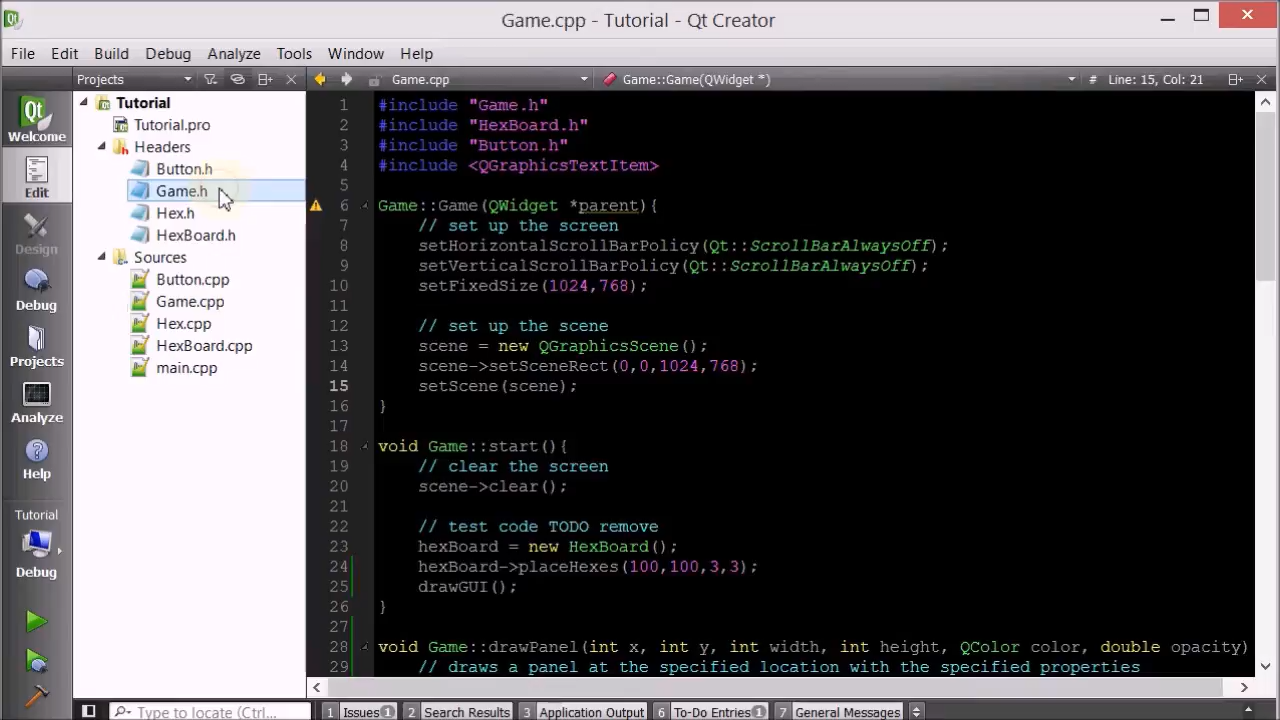 Game.cpp - Tutorial - Qt Creator
File Edit Build Debug Analyze Tools Window Help
Projects
Game.cpp
Game::Game(QWidget *)
# Line: 15, Col: 21
Welcome
Edit
Design
Debug
Projects
Analyze
Help
Tutorial
Debug
Tutorial
Tutorial.pro
Headers
Button.h
Game.h
Hex.h
HexBoard.h
Sources
Button.cpp
Game.cpp
Hex.cpp
HexBoard.cpp
main.cpp
1 #include "Game.h"
2 #include "HexBoard.h"
3 #include "Button.h"
4 #include <QGraphicsTextItem>
5
6 Game::Game(QWidget *parent){
7 // set up the screen
8 setHorizontalScrollBarPolicy(Qt::ScrollBarAlwaysOff);
9 setVerticalScrollBarPolicy(Qt::ScrollBarAlwaysOff);
10 setFixedSize(1024,768);
11
12 // set up the scene
13 scene = new QGraphicsScene();
14 scene->setSceneRect(0,0,1024,768);
15 setScene(scene);
16 }
17
18 void Game::start(){
19 // clear the screen
20 scene->clear();
21
22 // test code TODO remove
23 hexBoard = new HexBoard();
24 hexBoard->placeHexes(100,100,3,3);
25 drawGUI();
26 }
27
28 void Game::drawPanel(int x, int y, int width, int height, QColor color, double opacity)
29 // draws a panel at the specified location with the specified properties
Type to locate (Ctrl...
1 Issues 1 2 Search Results 3 Application Output 6 To-Do Entries 1 7 General Messages